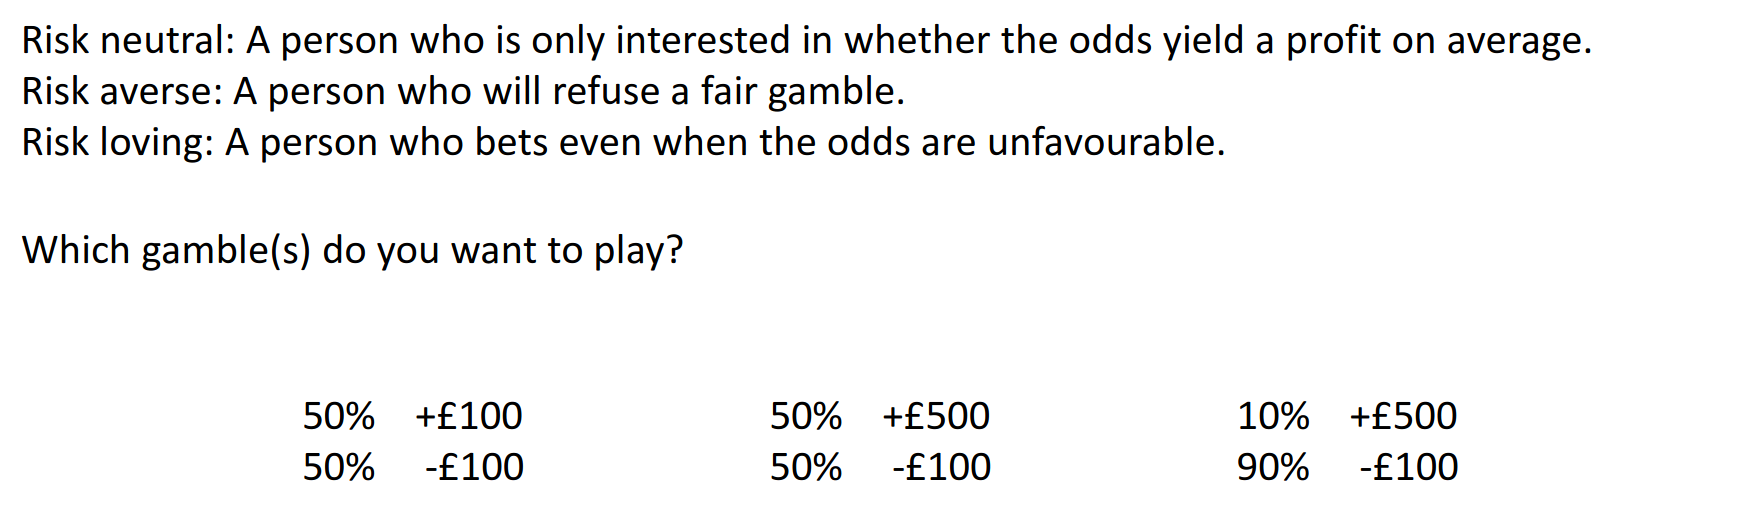 Risk neutral: A person who is only interested in whether the odds yield a profit on average.
Risk averse: A person who will refuse a fair gamble.
Risk loving: A person who bets even when the odds are unfavourable.
Which gamble(s) do you want to play?
50% +£100 50% +£500 10% +£500
50% -£100 50% -£100 90% -£100